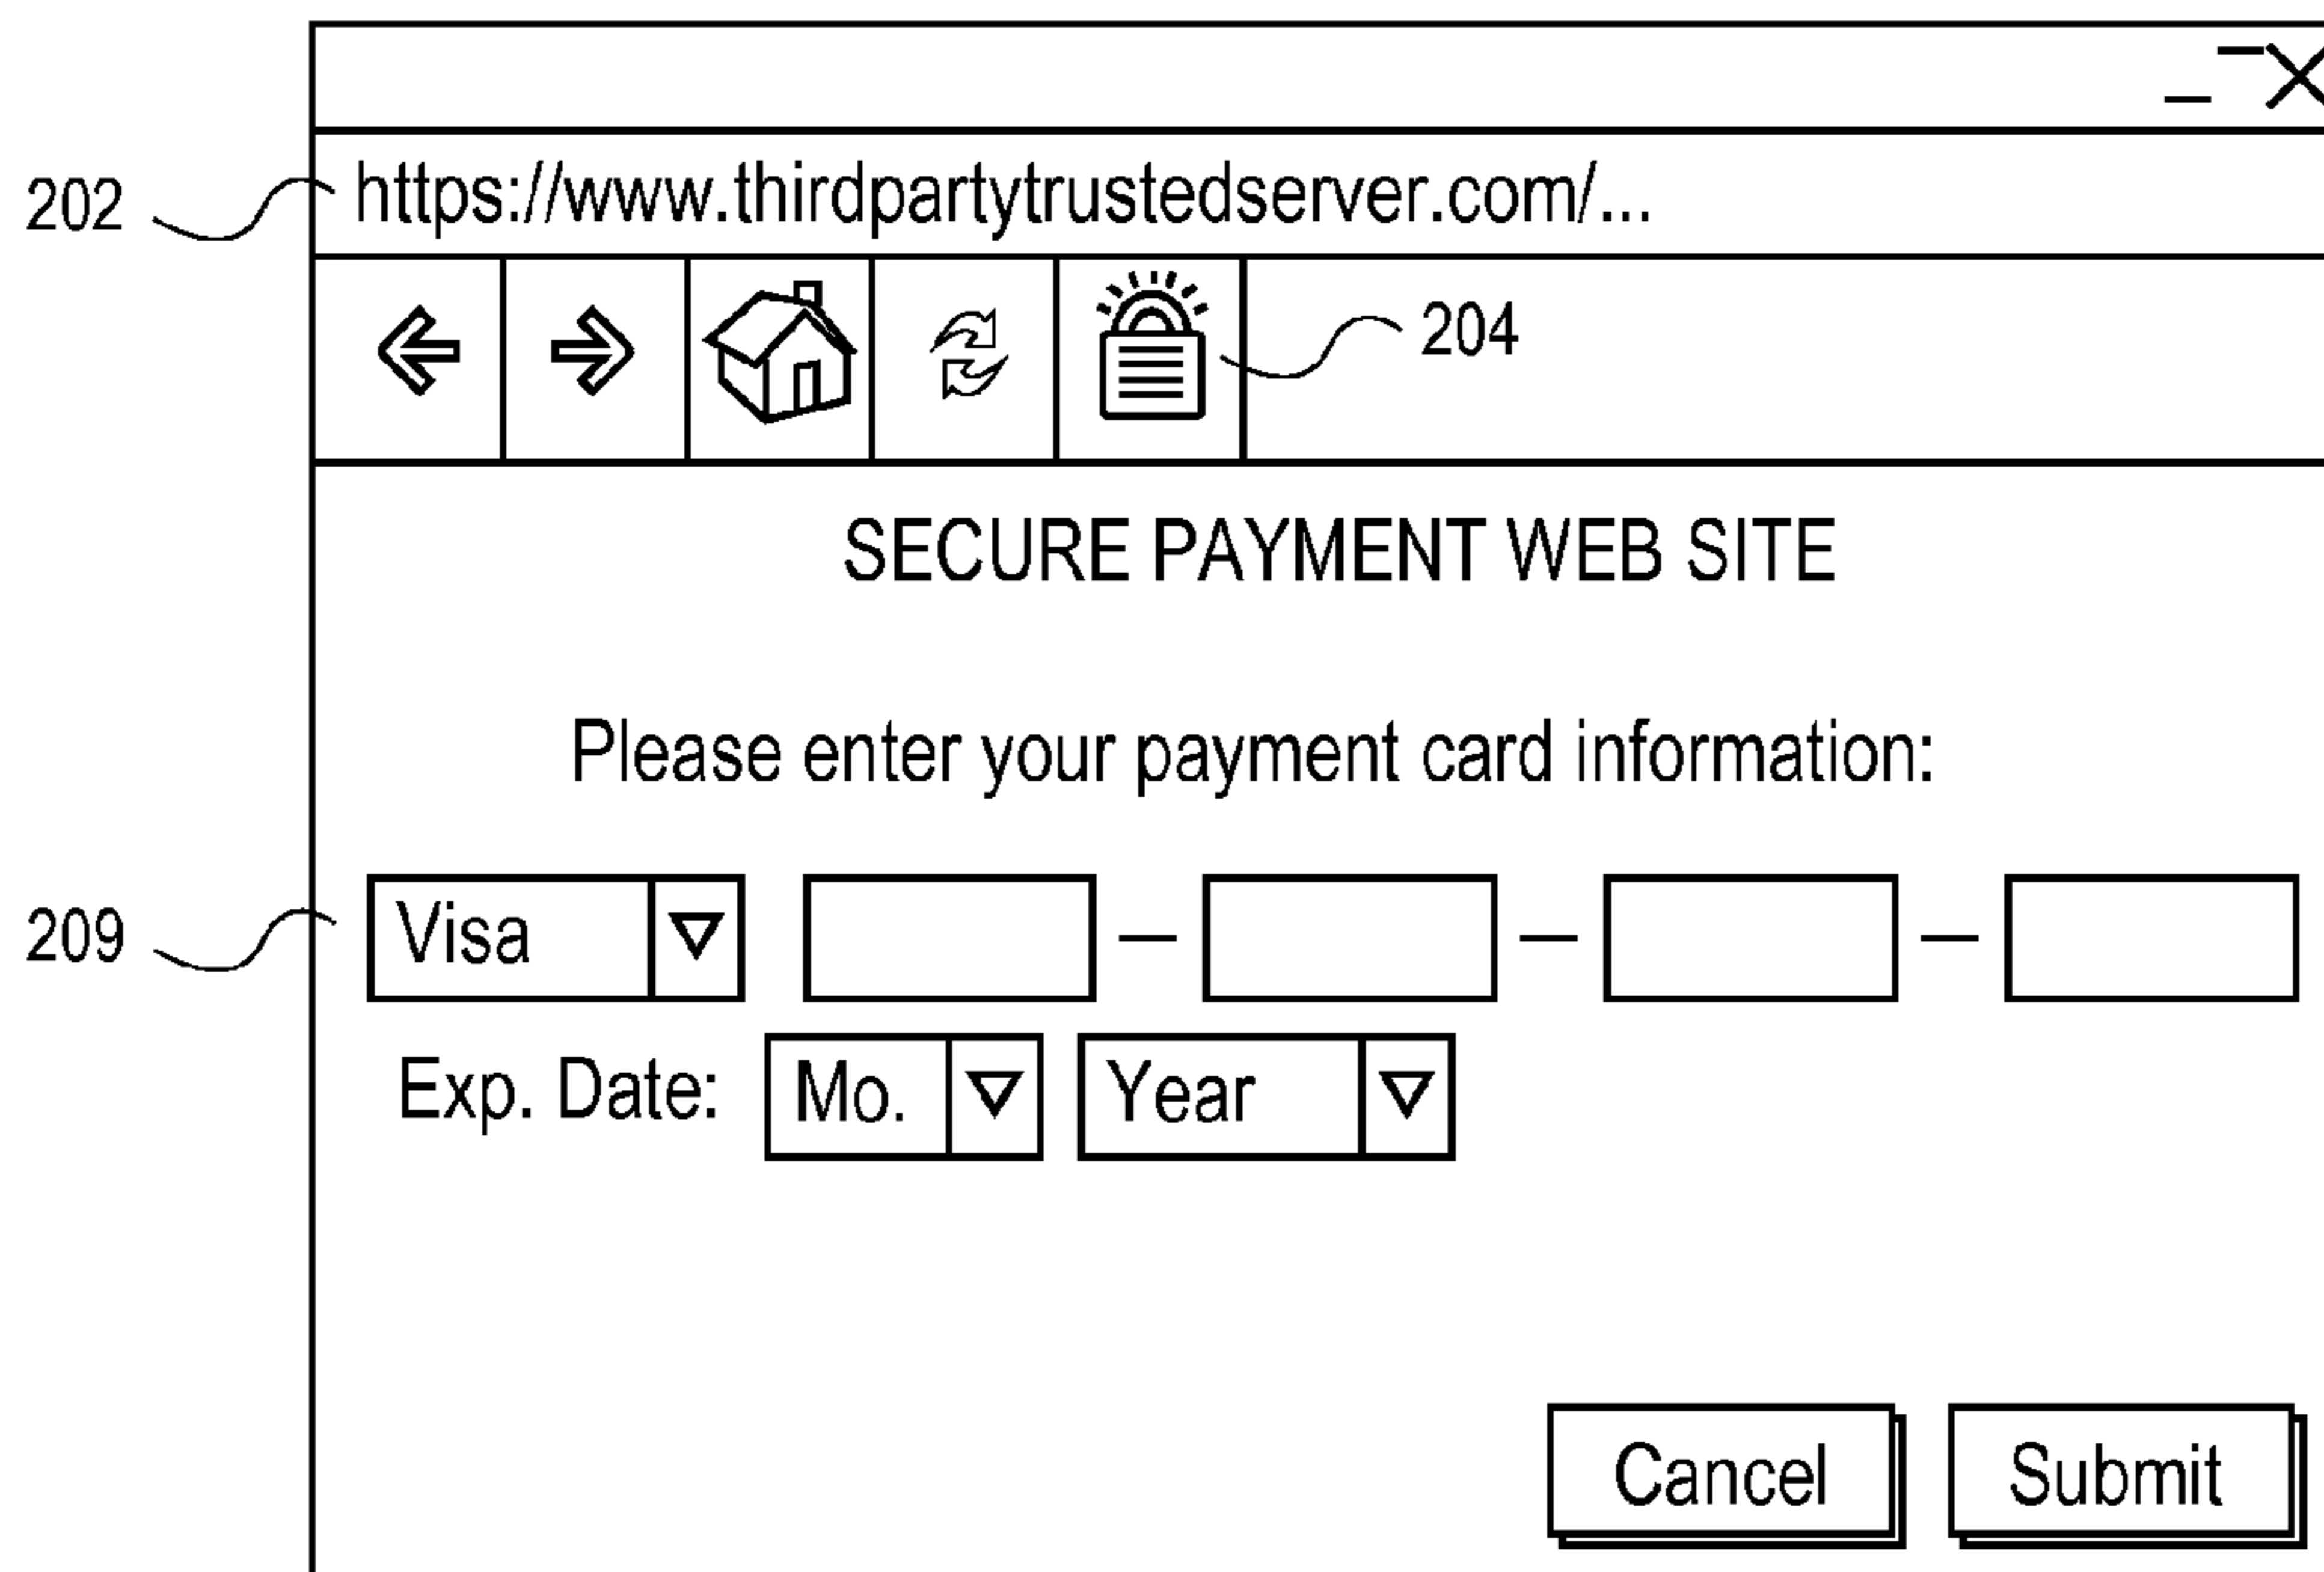 202
https://www.thirdpartytrustedserver.com/...
204
SECURE PAYMENT WEB SITE
Please enter your payment card information:
209
Visa
Exp. Date: Mo. Year
Cancel Submit